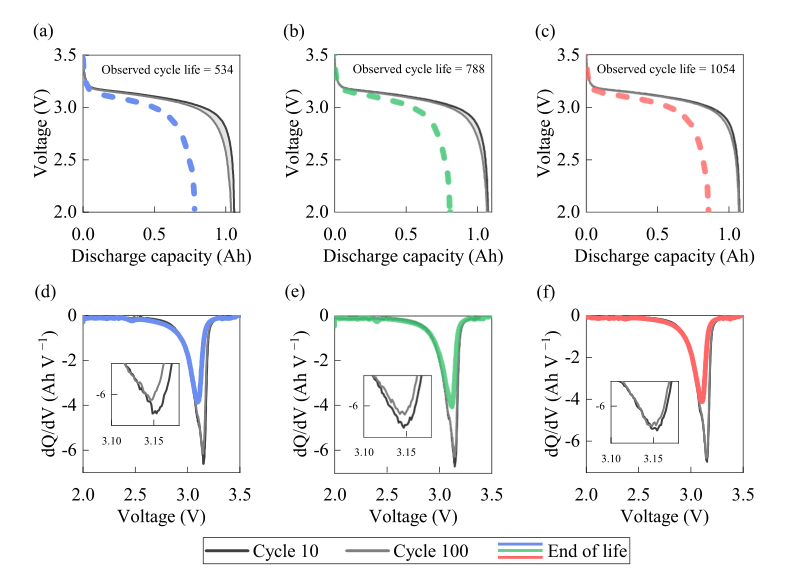 (a)
(b)
(c)
3.5
3.0
2.5
2.0
Voltage (V)
Observed cycle life = 534
0.0
0.5
1.0
Discharge capacity (Ah)
3.5
3.0
2.5
2.0
Voltage (V)
Observed cycle life = 788
0.0
0.5
1.0
Discharge capacity (Ah)
3.5
3.0
2.5
2.0
Voltage (V)
Observed cycle life = 1054
0.0
0.5
1.0
Discharge capacity (Ah)
(d)
(e)
(f)
0
-2
-4
-6
dQ/dV (Ah V⁻¹)
-6
3.10
3.15
2.0
2.5
3.0
3.5
Voltage (V)
0
-2
-4
-6
dQ/dV (Ah V⁻¹)
-6
3.10
3.15
2.0
2.5
3.0
3.5
Voltage (V)
0
-2
-4
-6
dQ/dV (Ah V⁻¹)
-6
3.10
3.15
2.0
2.5
3.0
3.5
Voltage (V)
Cycle 10
Cycle 100
End of life